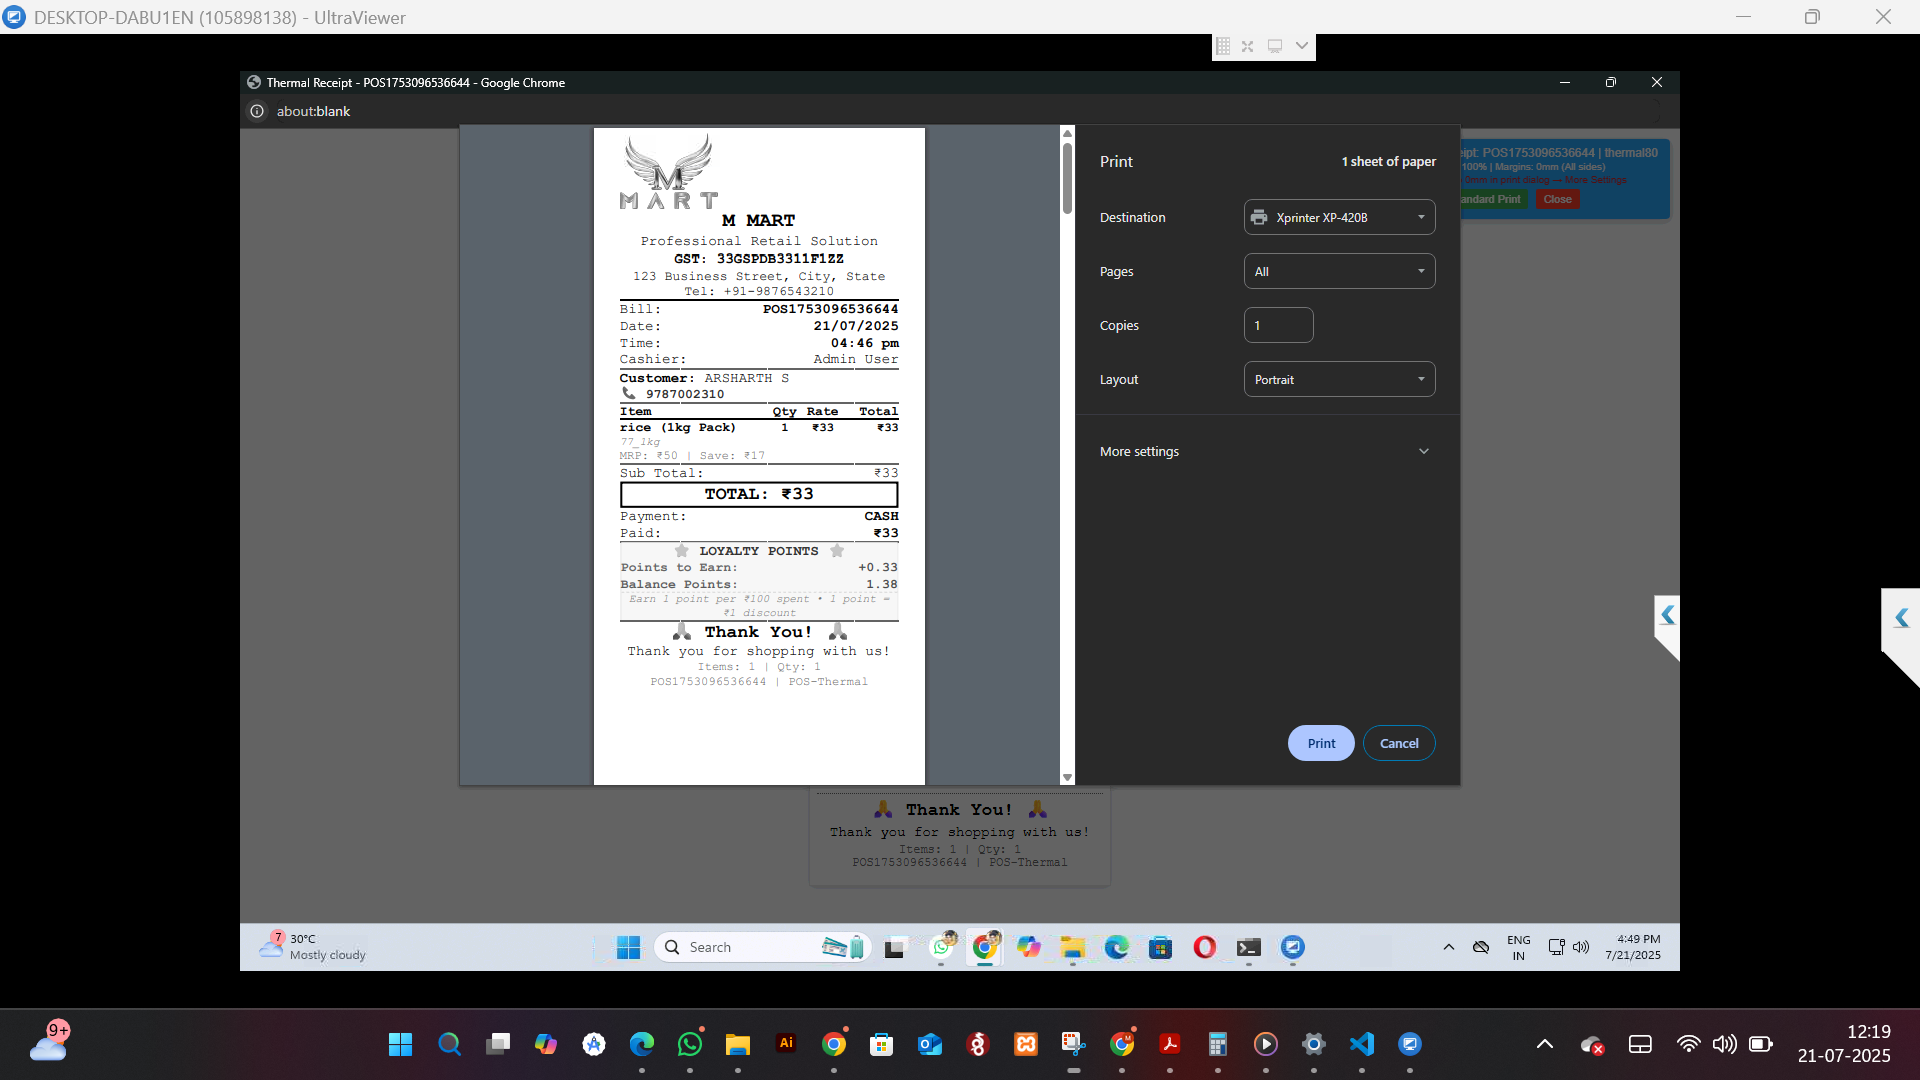 DESKTOP-DABU1EN (105898138) - UltraViewer
Thermal Receipt - POS1753096536644 - Google Chrome
about:blank
M
MART
M MART
Professional Retail Solution
GST: 33GSPDB3311F1ZZ
123 Business Street, City, State
Tel: +91-9876543210
Bill: POS1753096536644
Date: 21/07/2025
Time: 04:46 pm
Cashier: Admin User
Customer: ARSHARTH S
📞 9787002310
Item Qty Rate Total
rice (1kg Pack) 1 ₹33 ₹33
77_1kg
MRP: ₹50 | Save: ₹17
Sub Total: ₹33
TOTAL: ₹33
Payment: CASH
Paid: ₹33
LOYALTY POINTS
Points to Earn: +0.33
Balance Points: 1.38
Earn 1 point per ₹100 spent • 1 point =
₹1 discount
Thank You!
Thank you for shopping with us!
Items: 1 | Qty: 1
POS1753096536644 | POS-Thermal
Print 1 sheet of paper
Destination Xprinter XP-420B
Pages All
Copies 1
Layout Portrait
More settings
Print Cancel
ipt: POS1753096536644 | thermal80
100% | Margins: 0mm (All sides)
0mm in print dialog — More Settings
andard Print Close
Thank You!
Thank you for shopping with us!
Items: 1 | Qty: 1
POS1753096536644 | POS-Thermal
7
30°C
Mostly cloudy
Search
ENG
IN
4:49 PM
7/21/2025
9+
Ai
12:19
21-07-2025